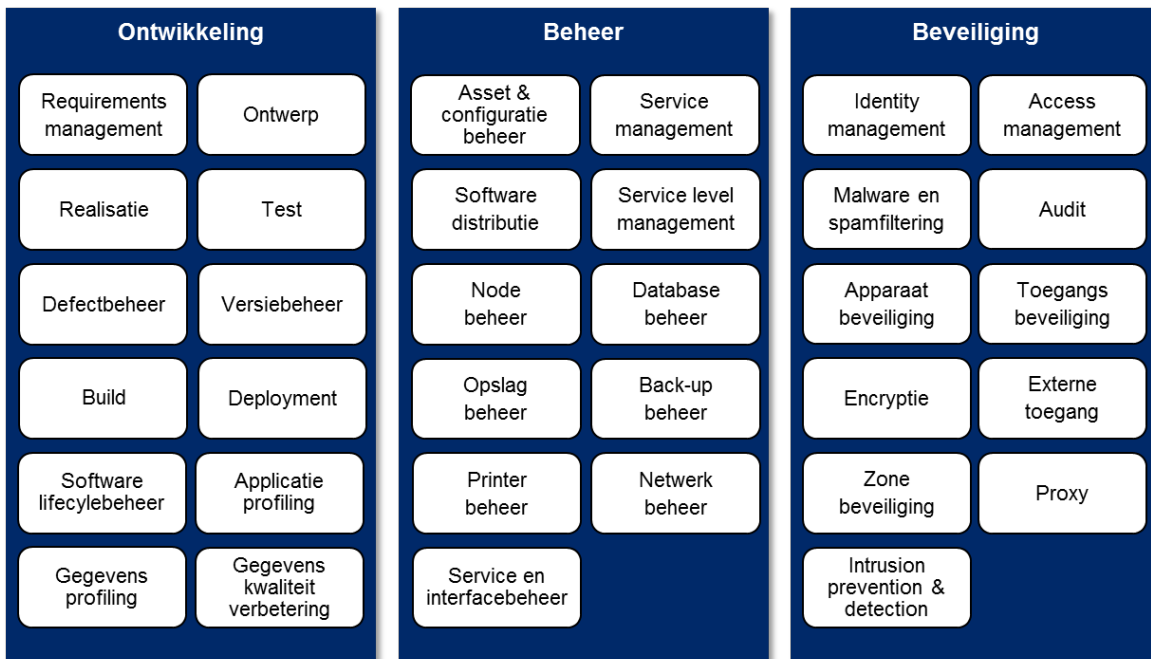 Ontwikkeling
Requirements
management
Ontwerp
Realisatie
Test
Defectbeheer
Versiebeheer
Build
Deployment
Software
lifecylebeheer
Applicatie
profiling
Gegevens
profiling
Gegevens
kwaliteit
verbetering
Beheer
Asset &
configuratie
beheer
Service
management
Software
distributie
Service level
management
Node
beheer
Database
beheer
Opslag
beheer
Back-up
beheer
Printer
beheer
Netwerk
beheer
Service en
interfacebeheer
Beveiliging
Identity
management
Access
management
Malware en
spamfiltering
Audit
Apparaat
beveiliging
Toegangs
beveiliging
Encryptie
Externe
toegang
Zone
beveiliging
Proxy
Intrusion
prevention &
detection